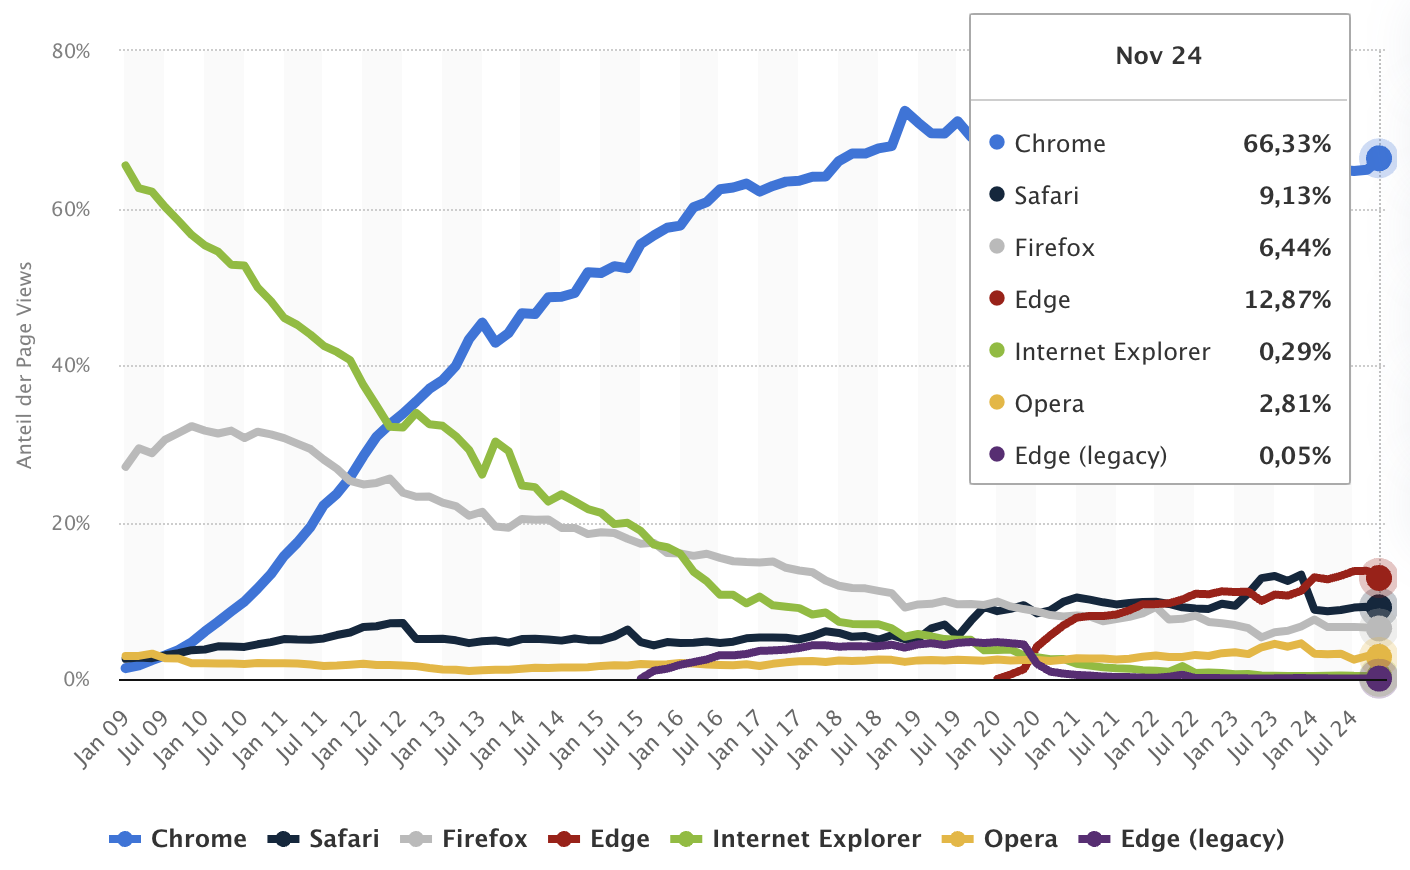 80%
60%
40%
20%
0%
Anteil der Page Views
Nov 24
Chrome 66,33%
Safari 9,13%
Firefox 6,44%
Edge 12,87%
Internet Explorer 0,29%
Opera 2,81%
Edge (legacy) 0,05%
Jan 09
Jul 09
Jan 10
Jul 10
Jan 11
Jul 11
Jan 12
Jul 12
Jan 13
Jul 13
Jan 14
Jul 14
Jan 15
Jul 15
Jan 16
Jul 16
Jan 17
Jul 17
Jan 18
Jul 18
Jan 19
Jul 19
Jan 20
Jul 20
Jan 21
Jul 21
Jan 22
Jul 22
Jan 23
Jul 23
Jan 24
Jul 24
Chrome Safari Firefox Edge Internet Explorer Opera Edge (legacy)